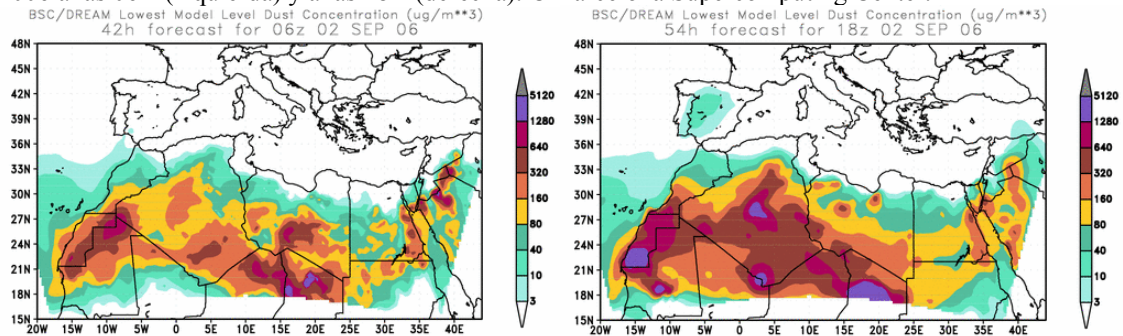 BSC/DREAM Lowest Model Level Dust Concentration (ug/m**3)
42h forecast for 06z 02 SEP 06
48N
45N
42N
39N
36N
33N
30N
27N
24N
21N
18N
15N
20W 15W 10W 5W 0 5E 10E 15E 20E 25E 30E 35E 40E
5120
1280
640
320
160
80
40
10
3
BSC/DREAM Lowest Model Level Dust Concentration (ug/m**3)
54h forecast for 18z 02 SEP 06
48N
45N
42N
39N
36N
33N
30N
27N
24N
21N
18N
15N
20W 15W 10W 5W 0 5E 10E 15E 20E 25E 30E 35E 40E
5120
1280
640
320
160
80
40
10
3